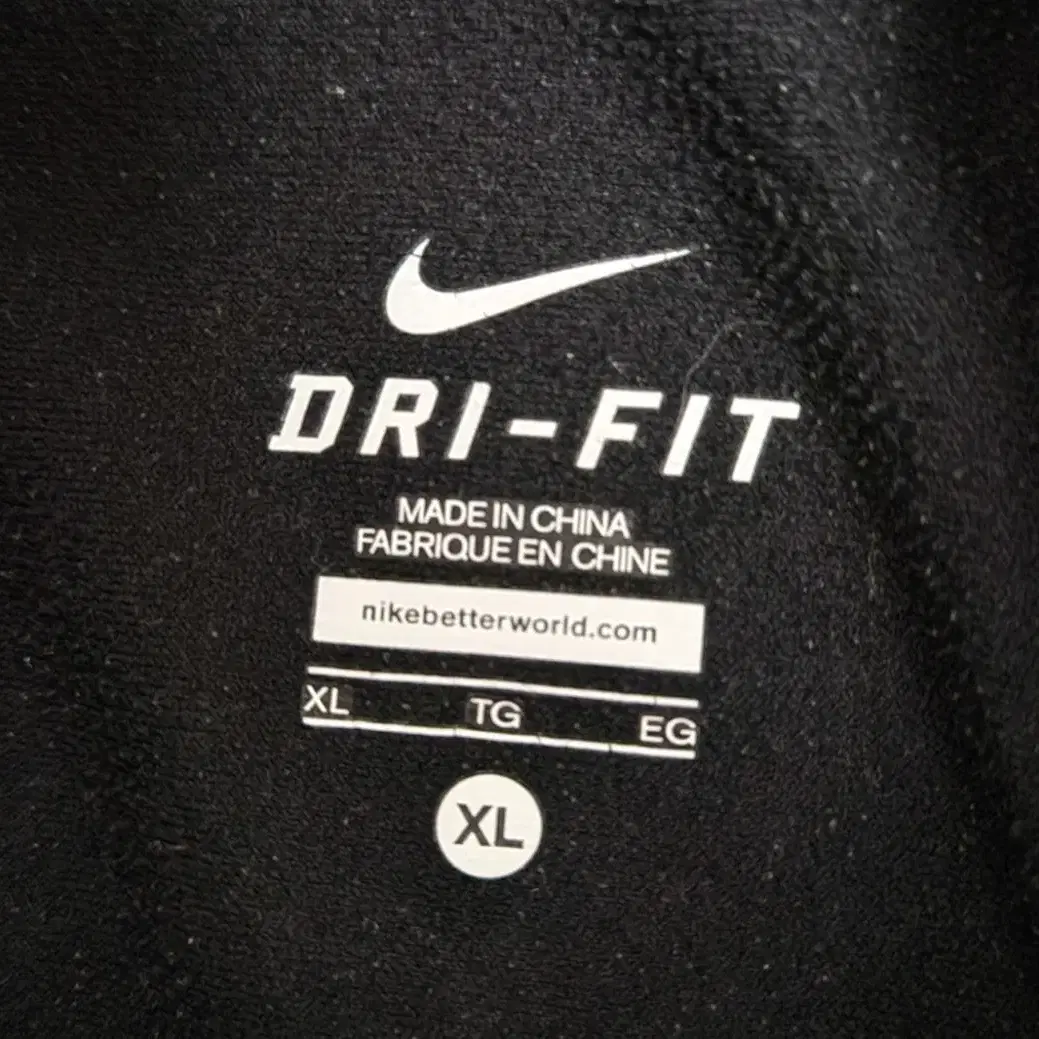 DRI-FIT
MADE IN CHINA
FABRIQUE EN CHINE
nikebetterworld.com
XL TG EG
XL